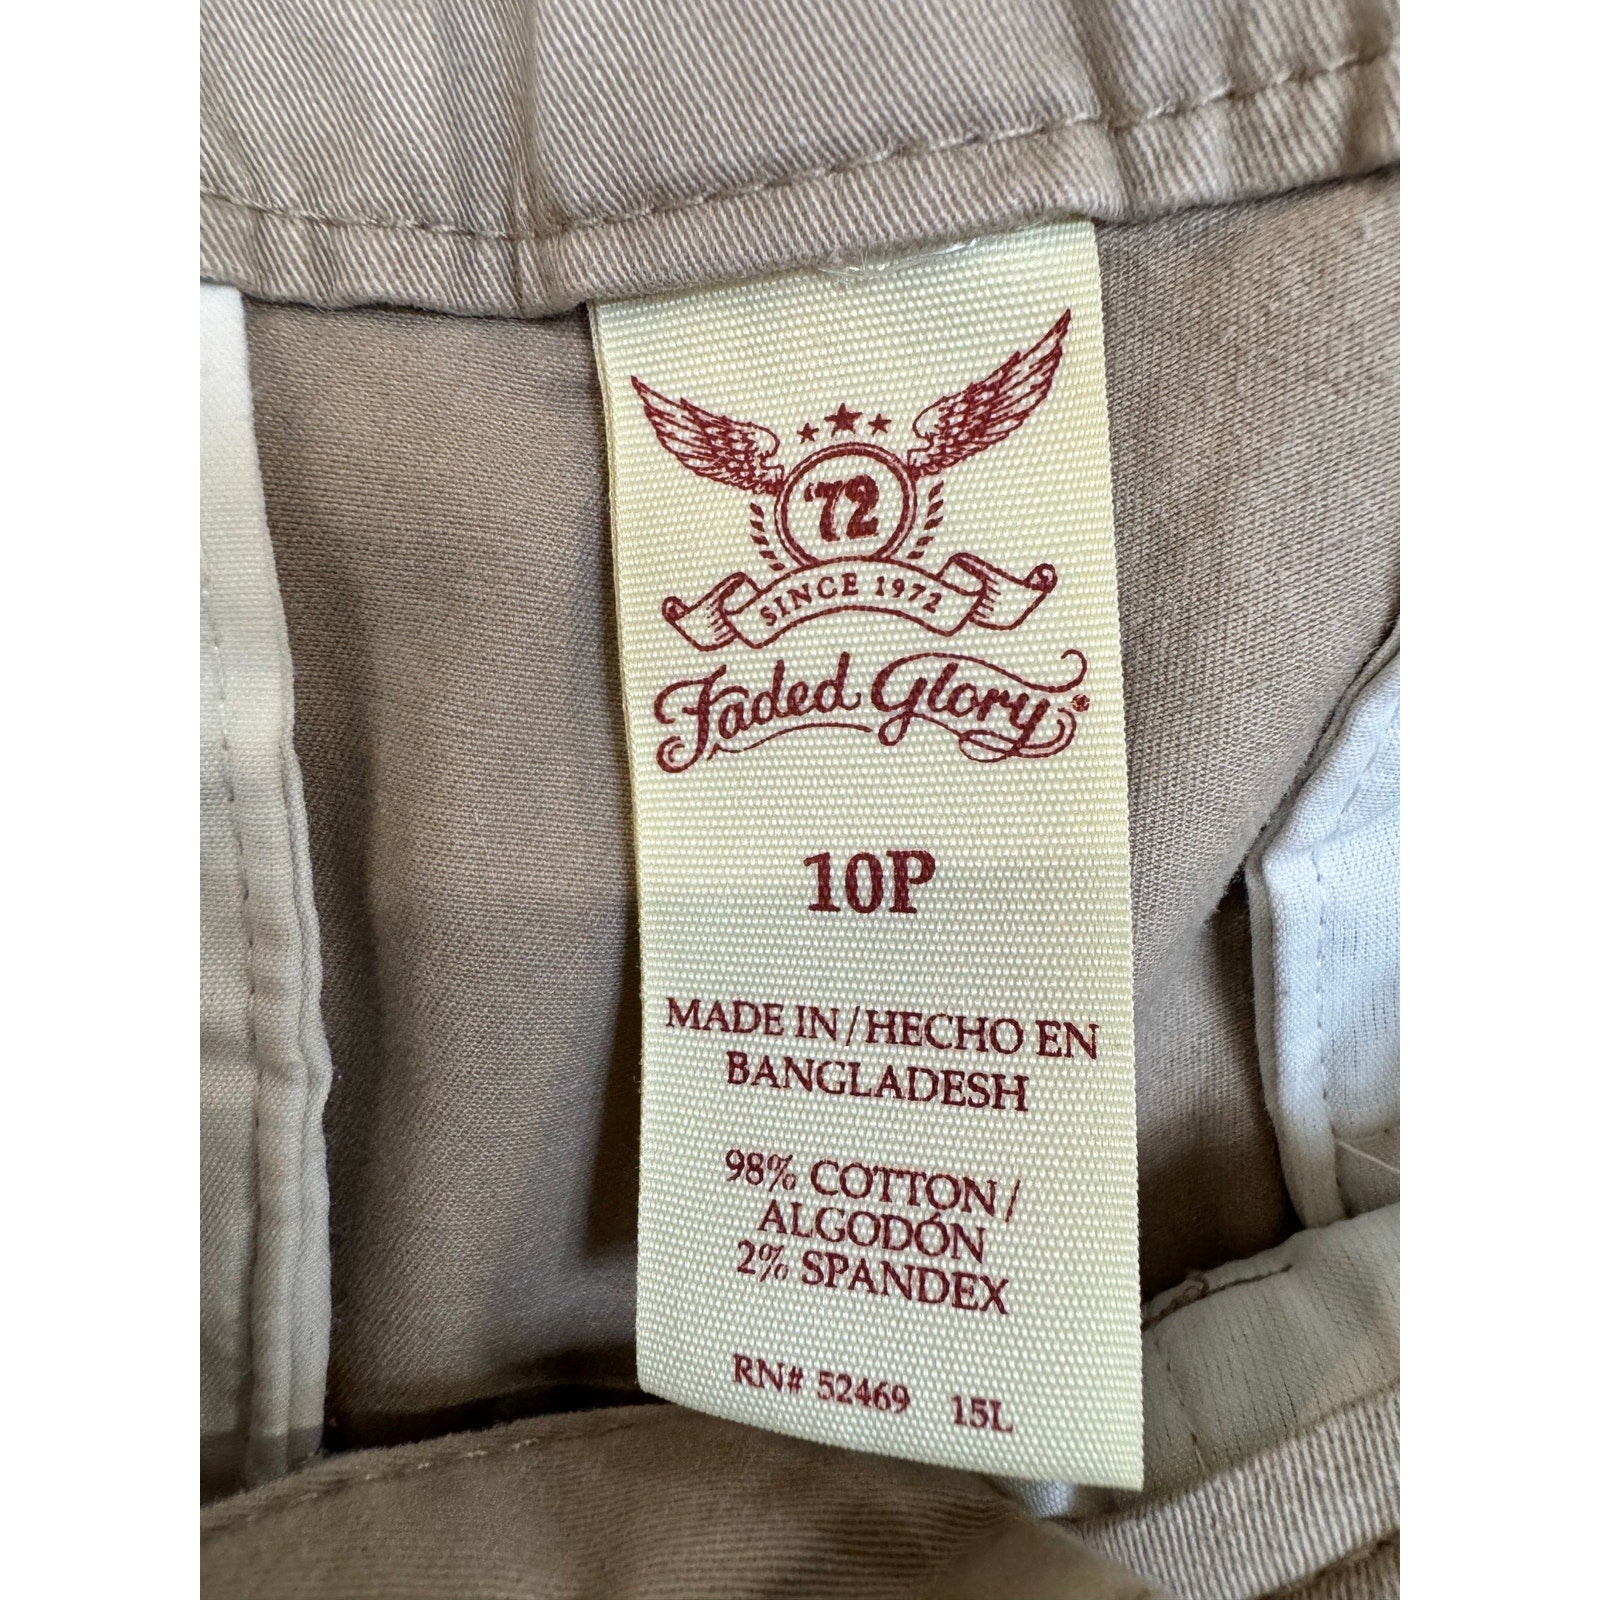 '72
SINCE 1972
Faded Glory®
10P
MADE IN/HECHO EN
BANGLADESH
98% COTTON/
ALGODÓN
2% SPANDEX
RN# 52469 15L